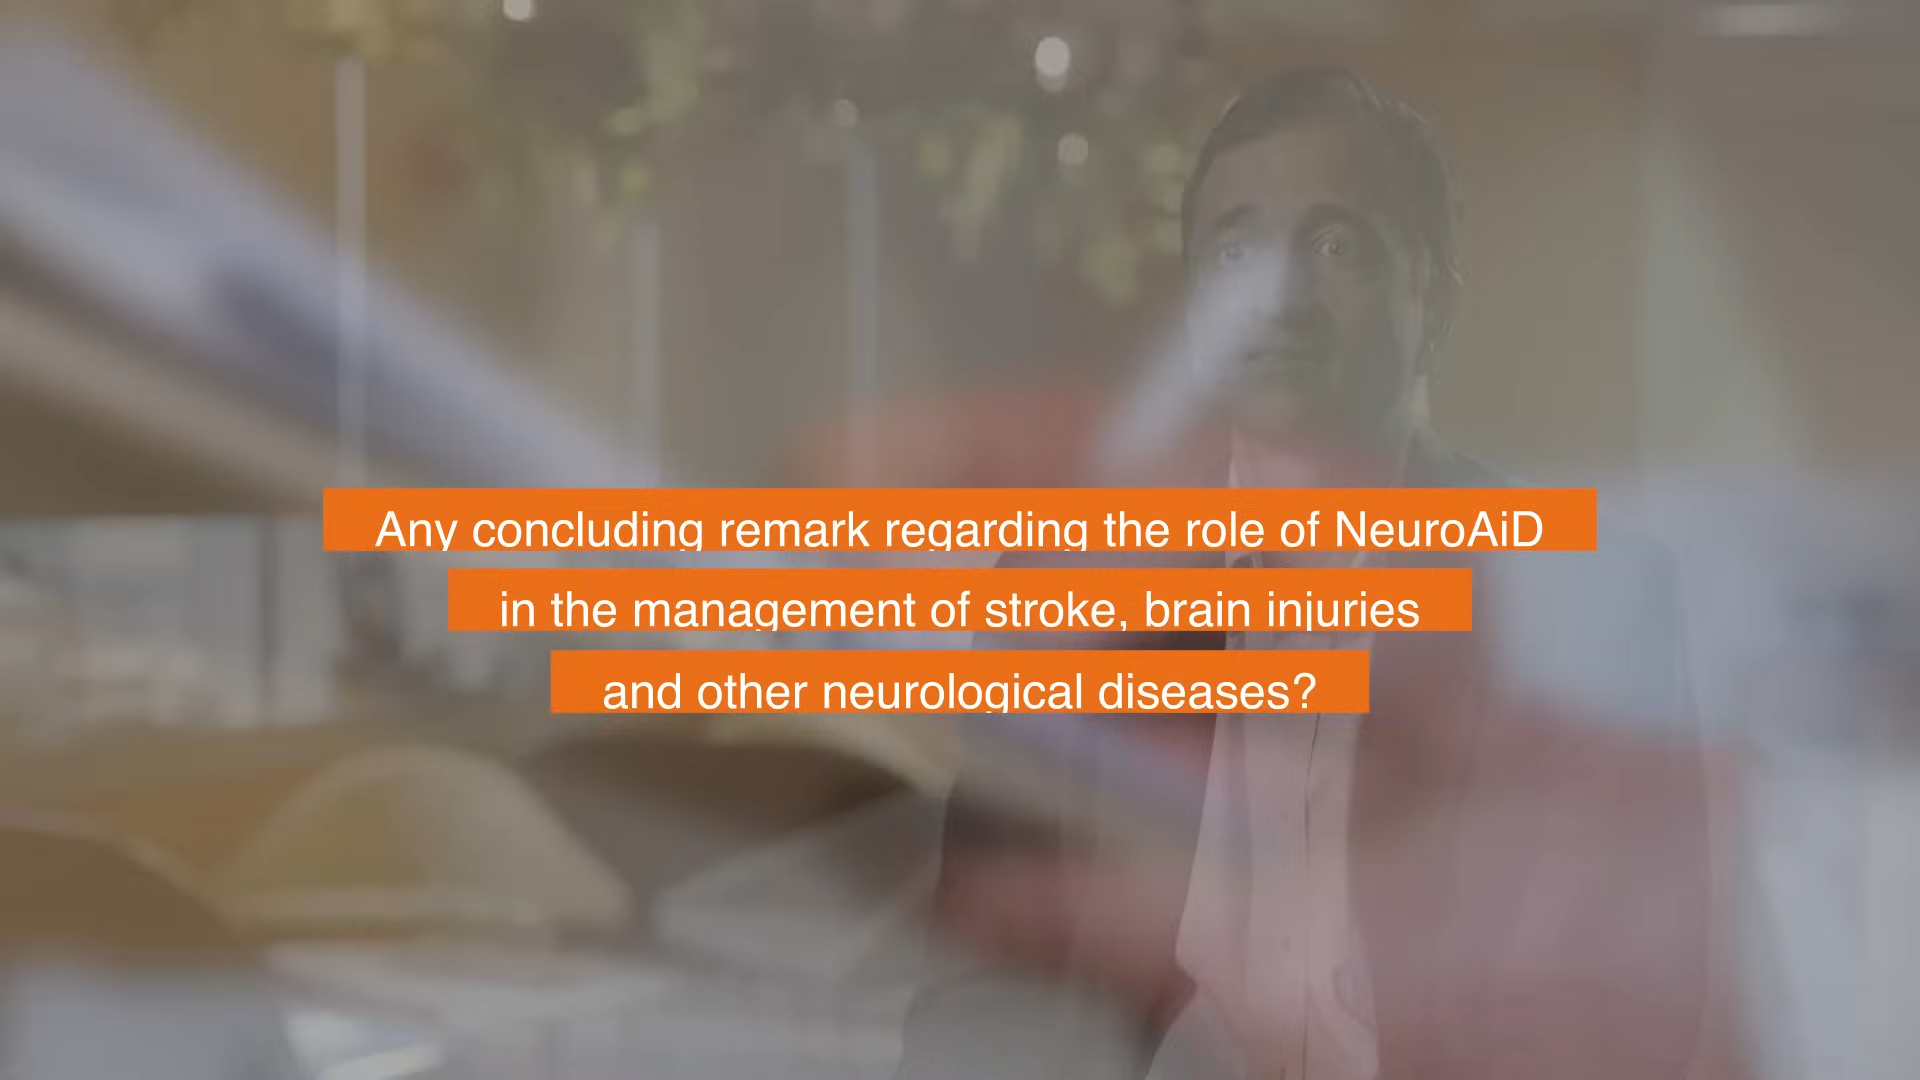 Any concluding remark regarding the role of NeuroAiD
in the management of stroke, brain injuries
and other neurological diseases?